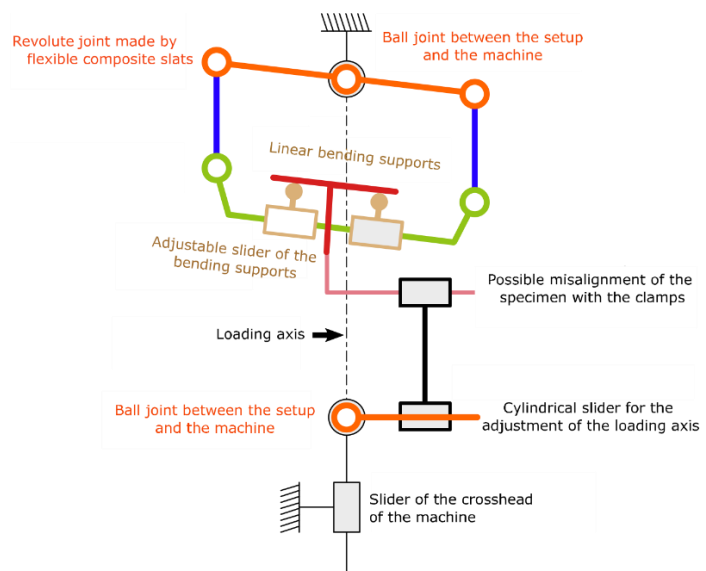 Revolute joint made by
flexible composite slats
Ball joint between the setup
and the machine
Linear bending supports
Adjustable slider of the
bending supports
Possible misalignment of the
specimen with the clamps
Loading axis
Ball joint between the setup
and the machine
Cylindrical slider for the
adjustment of the loading axis
Slider of the crosshead
of the machine